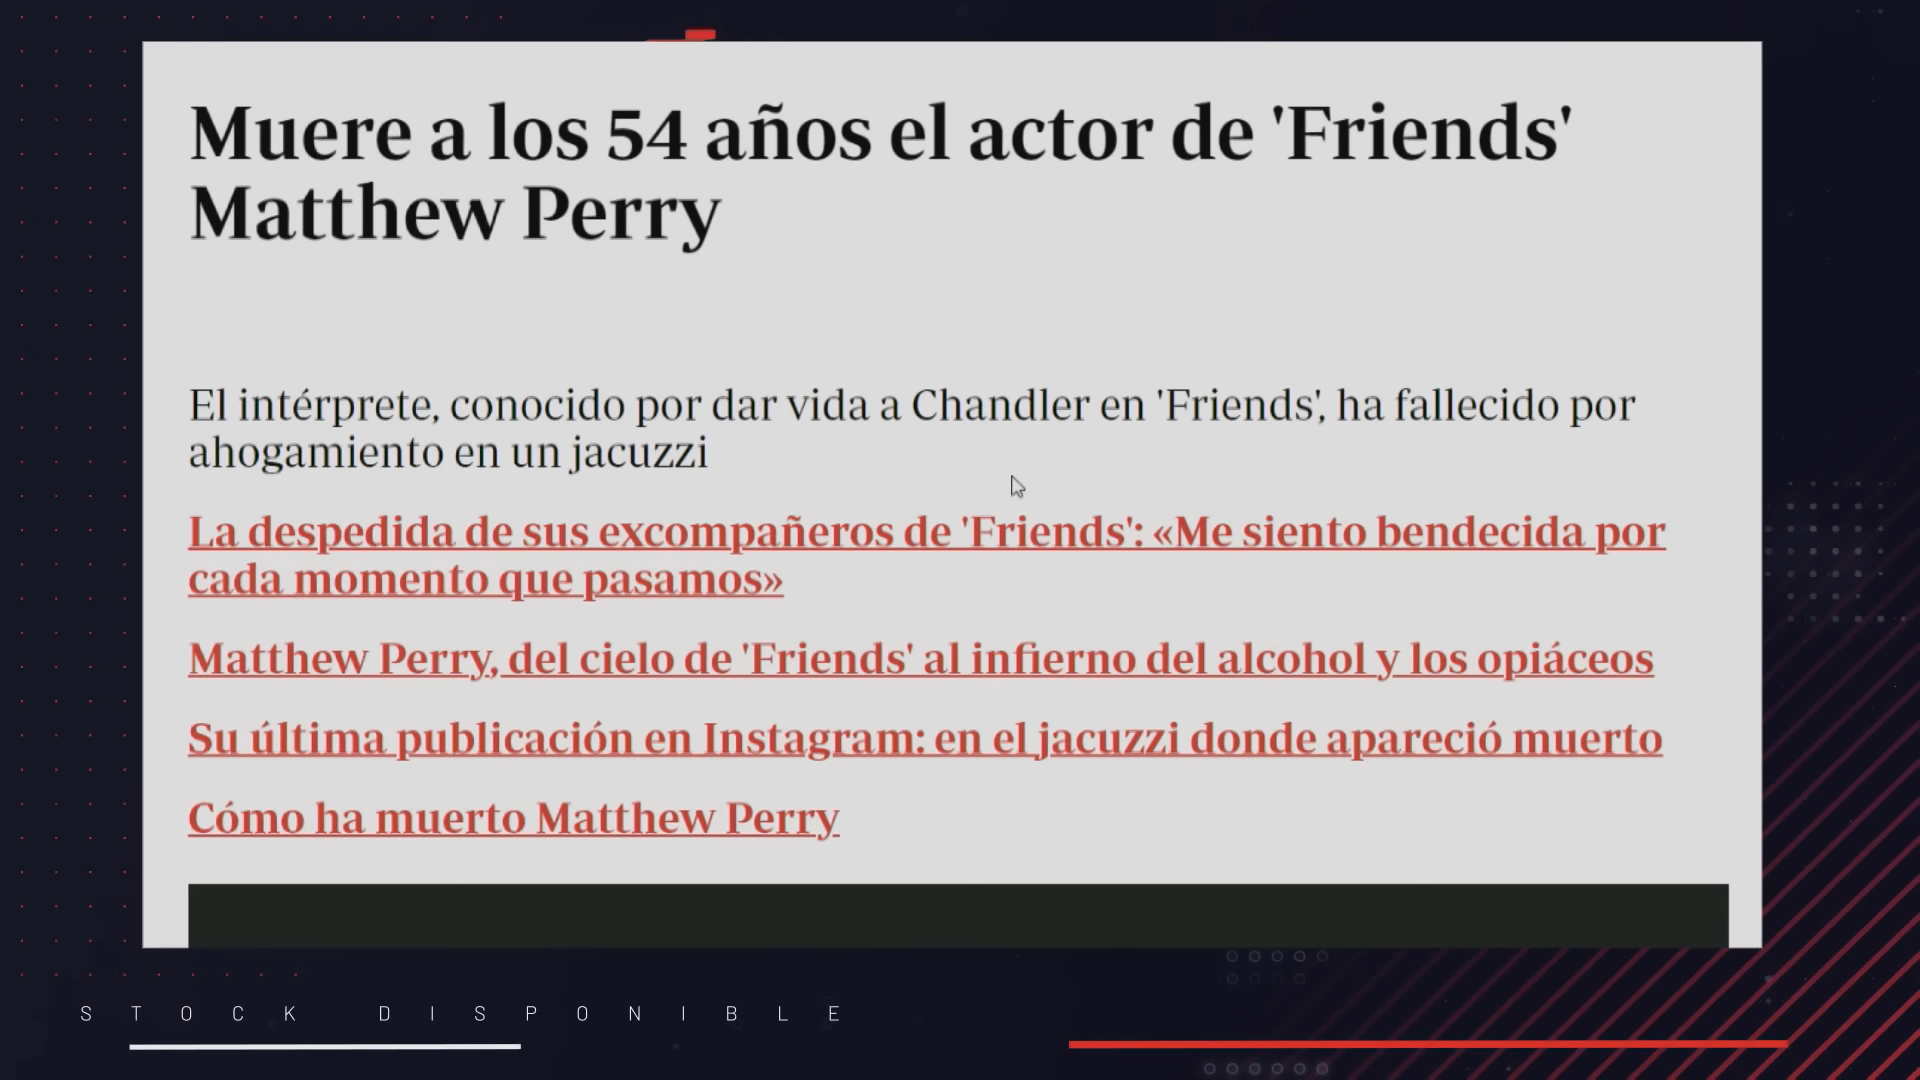 Muere a los 54 años el actor de 'Friends'
Matthew Perry
El intérprete, conocido por dar vida a Chandler en 'Friends', ha fallecido por
ahogamiento en un jacuzzi
La despedida de sus excompañeros de 'Friends': «Me siento bendecida por
cada momento que pasamos»
Matthew Perry, del cielo de 'Friends' al infierno del alcohol y los opiáceos
Su última publicación en Instagram: en el jacuzzi donde apareció muerto
Cómo ha muerto Matthew Perry
STOCK DISPONIBLE